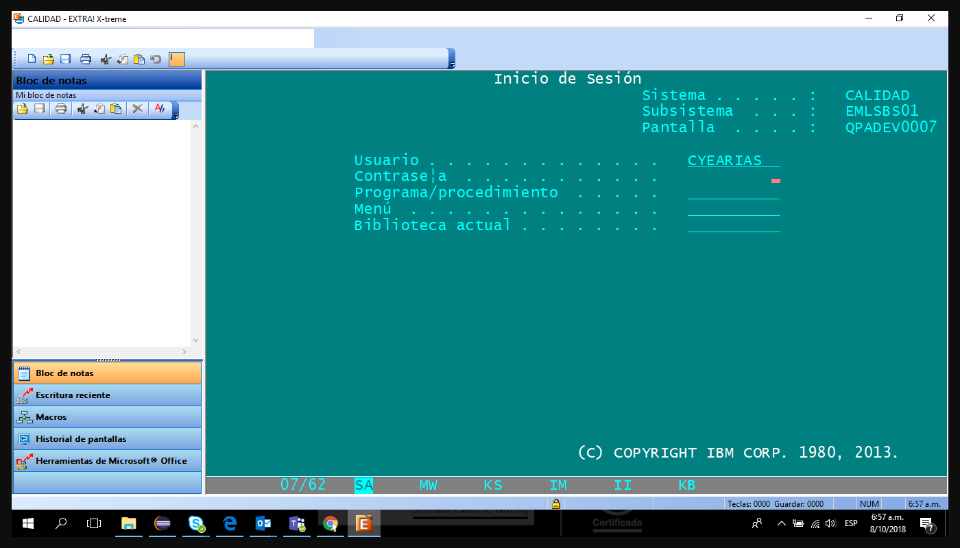 CALIDAD - EXTRA! X-treme
Inicio de Sesión
Bloc de notas
Mi bloc de notas
Sistema . . . . . : CALIDAD
Subsistema . . . : EMLSBS01
Pantalla . . . . : QPADEV0007
Usuario . . . . . . . . . . . . . CYEARIAS
Contrase¦a . . . . . . . . . . .
Programa/procedimiento . . . . .
Menú . . . . . . . . . . . . . .
Biblioteca actual . . . . . . . .
Bloc de notas
Escritura reciente
Macros
Historial de pantallas
Herramientas de Microsoft® Office
(C) COPYRIGHT IBM CORP. 1980, 2013.
07/62 SA MW KS IM II KB
Teclas: 0000 Guardar: 0000 NUM 6:57 a.m.
Certificada
ESP
6:57 a.m.
8/10/2018
7